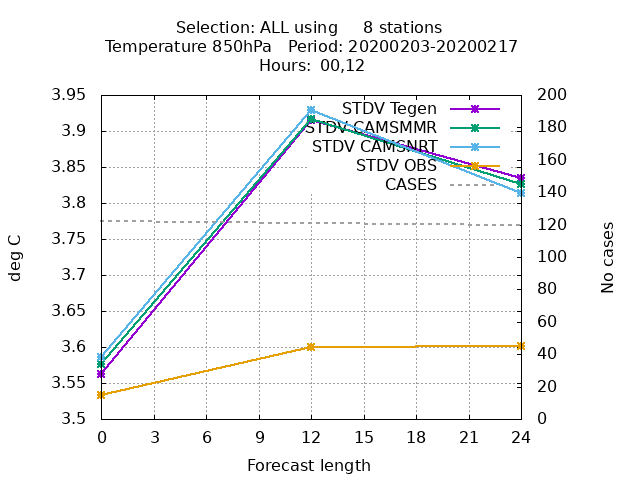 Selection: ALL using     8 stations
Temperature 850hPa   Period: 20200203-20200217
Hours:  00,12
3.95
3.9
3.85
3.8
3.75
3.7
3.65
3.6
3.55
3.5
deg C
STDV Tegen
STDV CAMSMMR
STDV CAMSNRT
STDV OBS
CASES
200
180
160
140
120
100
80
60
40
20
0
No cases
0 3 6 9 12 15 18 21 24
Forecast length